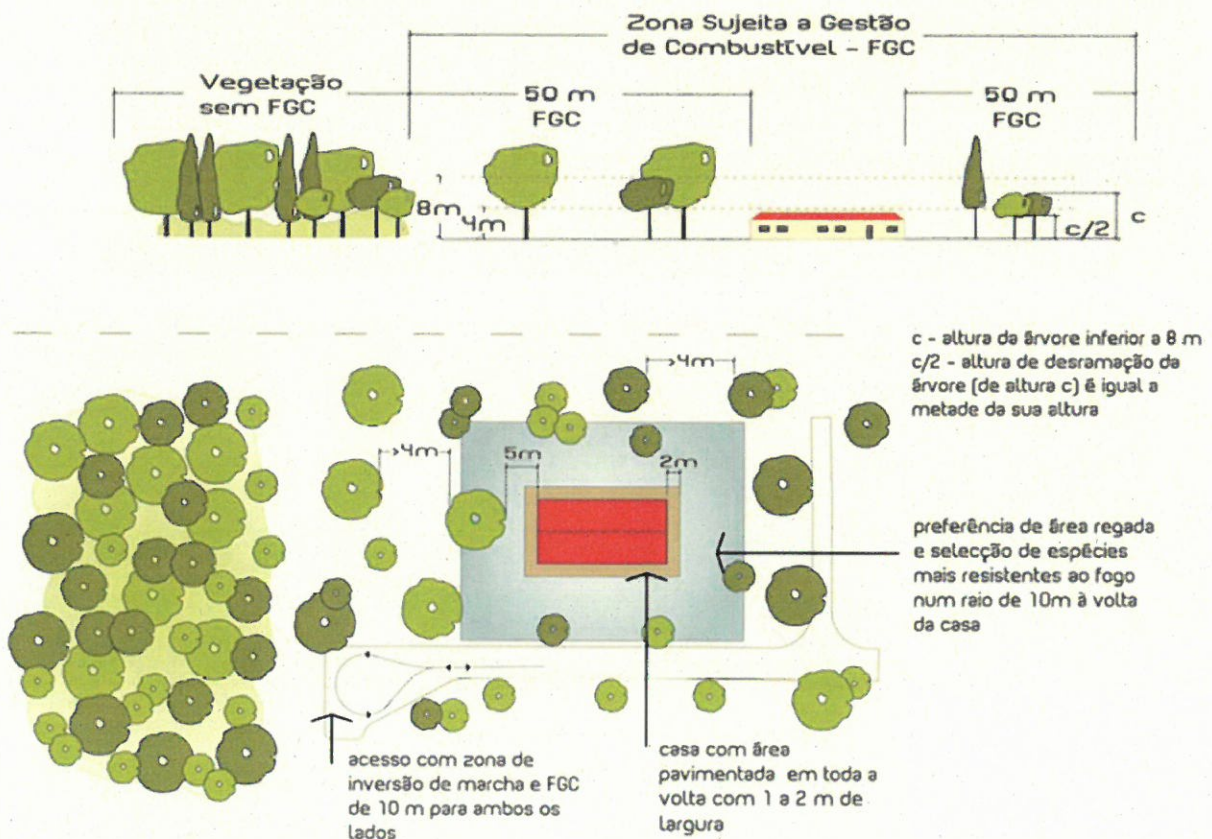 Zona Sujeita a Gestão
de Combustível - FGC
Vegetação
sem FGC
50 m
FGC
50 m
FGC
8m
4m
c/2
c
c - altura da árvore inferior a 8 m
c/2 - altura de desramação da
árvore (de altura c) é igual a
metade da sua altura
>4m
>4m
5m
2m
preferência de área regada
e selecção de espécies
mais resistentes ao fogo
num raio de 10m à volta
da casa
acesso com zona de
inversão de marcha e FGC
de 10 m para ambos os
lados
casa com área
pavimentada em toda a
volta com 1 a 2 m de
largura